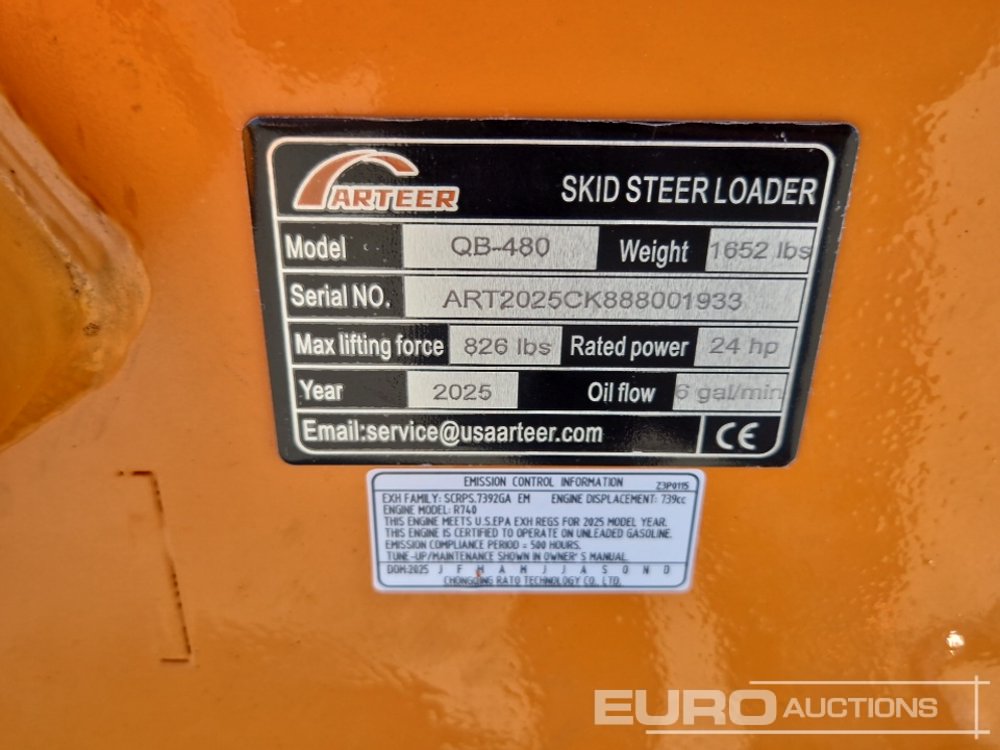 ARTEER SKID STEER LOADER
Model QB-480 Weight 1652 lbs
Serial NO. ART2025CK888001933
Max lifting force 826 lbs Rated power 24 hp
Year 2025 Oil flow 6 gal/min
Email:service@usaarteer.com CE
EMISSION CONTROL INFORMATION Z3P0115
EXH FAMILY: SCRPS.7392GA EM ENGINE DISPLACEMENT: 739cc
ENGINE MODEL: R740
THIS ENGINE MEETS U.S.EPA EXH REGS FOR 2025 MODEL YEAR.
THIS ENGINE IS CERTIFIED TO OPERATE ON UNLEADED GASOLINE.
EMISSION COMPLIANCE PERIOD = 500 HOURS.
TUNE-UP/MAINTENANCE SHOWN IN OWNER'S MANUAL
DOM:2025 J F M A M J J A S O N D
CHONGQING RATO TECHNOLOGY CO., LTD.
EURO AUCTIONS